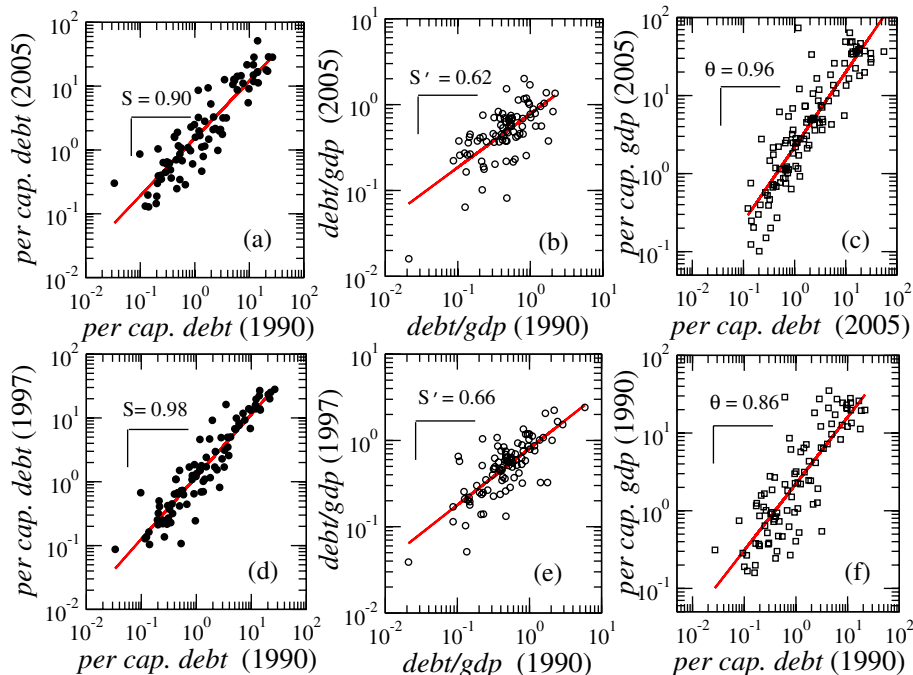 per cap. debt (2005)
10^2
10^1
10^0
10^-1
10^-2
S = 0.90
(a)
10^-2 10^-1 10^0 10^1 10^2
per cap. debt (1990)
debt/gdp (2005)
10^1
10^0
10^-1
10^-2
S′ = 0.62
(b)
10^-2 10^-1 10^0 10^1
debt/gdp (1990)
per cap. gdp (2005)
10^2
10^1
10^0
10^-1
θ = 0.96
(c)
10^-2 10^-1 10^0 10^1 10^2
per cap. debt (2005)
per cap. debt (1997)
10^2
10^1
10^0
10^-1
10^-2
S= 0.98
(d)
10^-2 10^-1 10^0 10^1 10^2
per cap. debt (1990)
debt/gdp (1997)
10^1
10^0
10^-1
10^-2
S′ = 0.66
(e)
10^-2 10^-1 10^0 10^1
debt/gdp (1990)
per cap. gdp (1990)
10^2
10^1
10^0
10^-1
θ = 0.86
(f)
10^-2 10^-1 10^0 10^1 10^2
per cap. debt (1990)